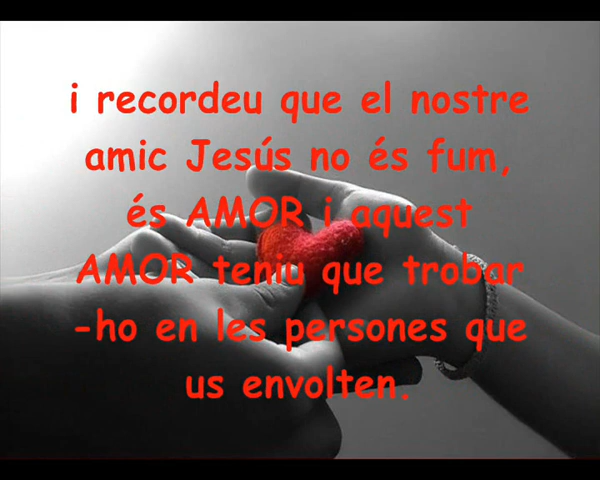 i recordeu que el nostre
amic Jesús no és fum,
és AMOR i aquest
AMOR teniu que trobar
-ho en les persones que
us envolten.